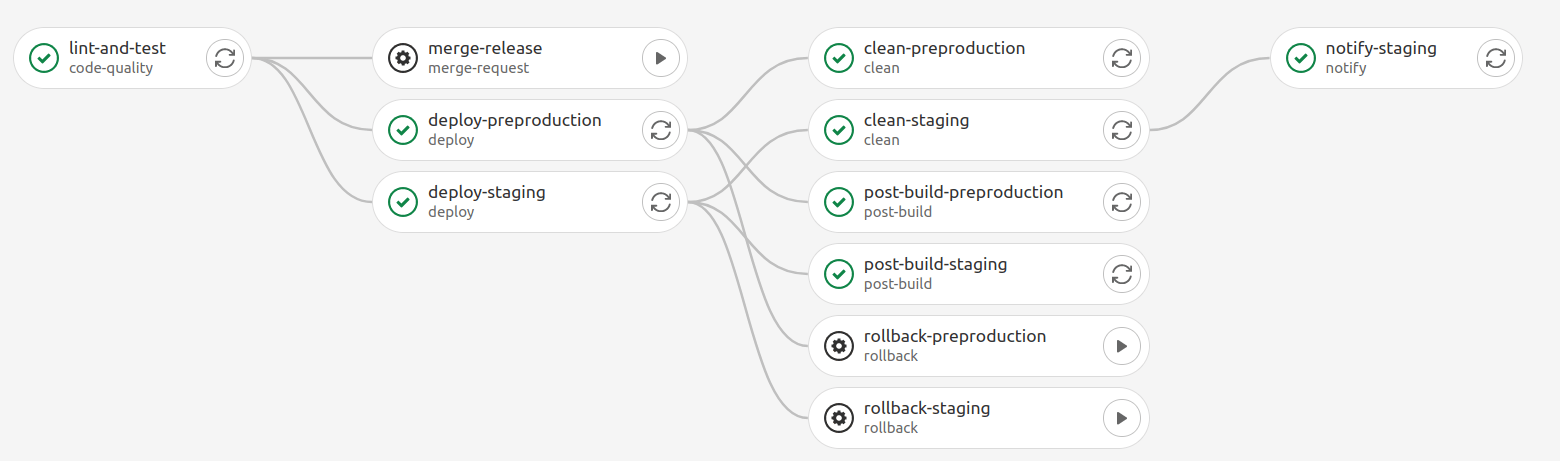 lint-and-test
code-quality
merge-release
merge-request
deploy-preproduction
deploy
deploy-staging
deploy
clean-preproduction
clean
clean-staging
clean
post-build-preproduction
post-build
post-build-staging
post-build
rollback-preproduction
rollback
rollback-staging
rollback
notify-staging
notify